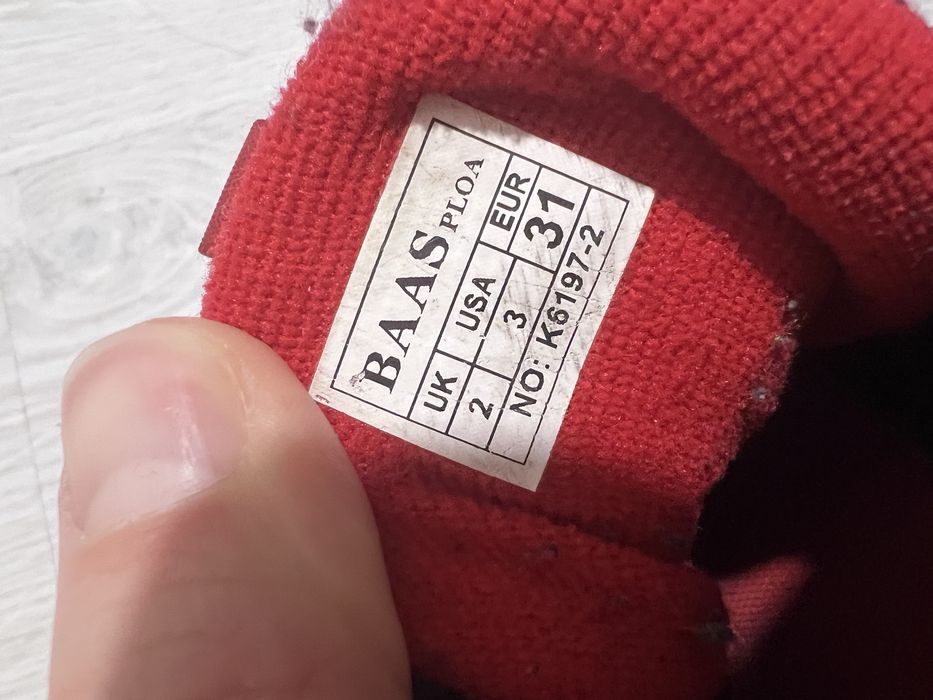 BAAS PLOA
UK USA EUR
2 3 31
NO: K6197-2